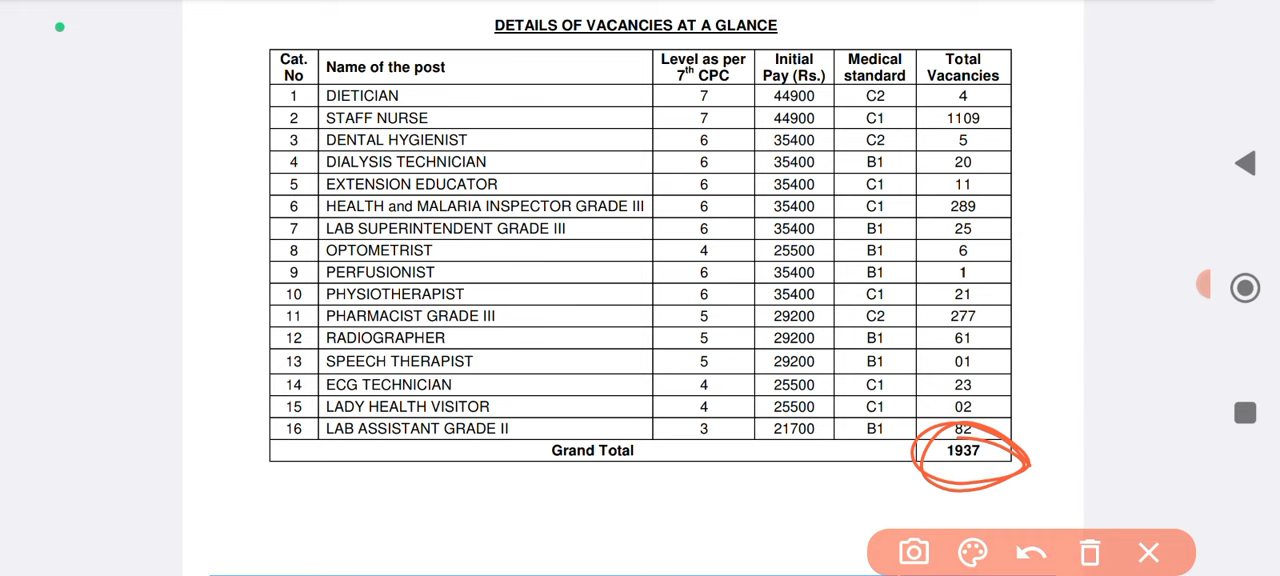 DETAILS OF VACANCIES AT A GLANCE
Cat. No Name of the post Level as per 7th CPC Initial Pay (Rs.) Medical standard Total Vacancies
1 DIETICIAN 7 44900 C2 4
2 STAFF NURSE 7 44900 C1 1109
3 DENTAL HYGIENIST 6 35400 C2 5
4 DIALYSIS TECHNICIAN 6 35400 B1 20
5 EXTENSION EDUCATOR 6 35400 C1 11
6 HEALTH and MALARIA INSPECTOR GRADE III 6 35400 C1 289
7 LAB SUPERINTENDENT GRADE III 6 35400 B1 25
8 OPTOMETRIST 4 25500 B1 6
9 PERFUSIONIST 6 35400 B1 1
10 PHYSIOTHERAPIST 6 35400 C1 21
11 PHARMACIST GRADE III 5 29200 C2 277
12 RADIOGRAPHER 5 29200 B1 61
13 SPEECH THERAPIST 5 29200 B1 01
14 ECG TECHNICIAN 4 25500 C1 23
15 LADY HEALTH VISITOR 4 25500 C1 02
16 LAB ASSISTANT GRADE II 3 21700 B1 82
Grand Total 1937